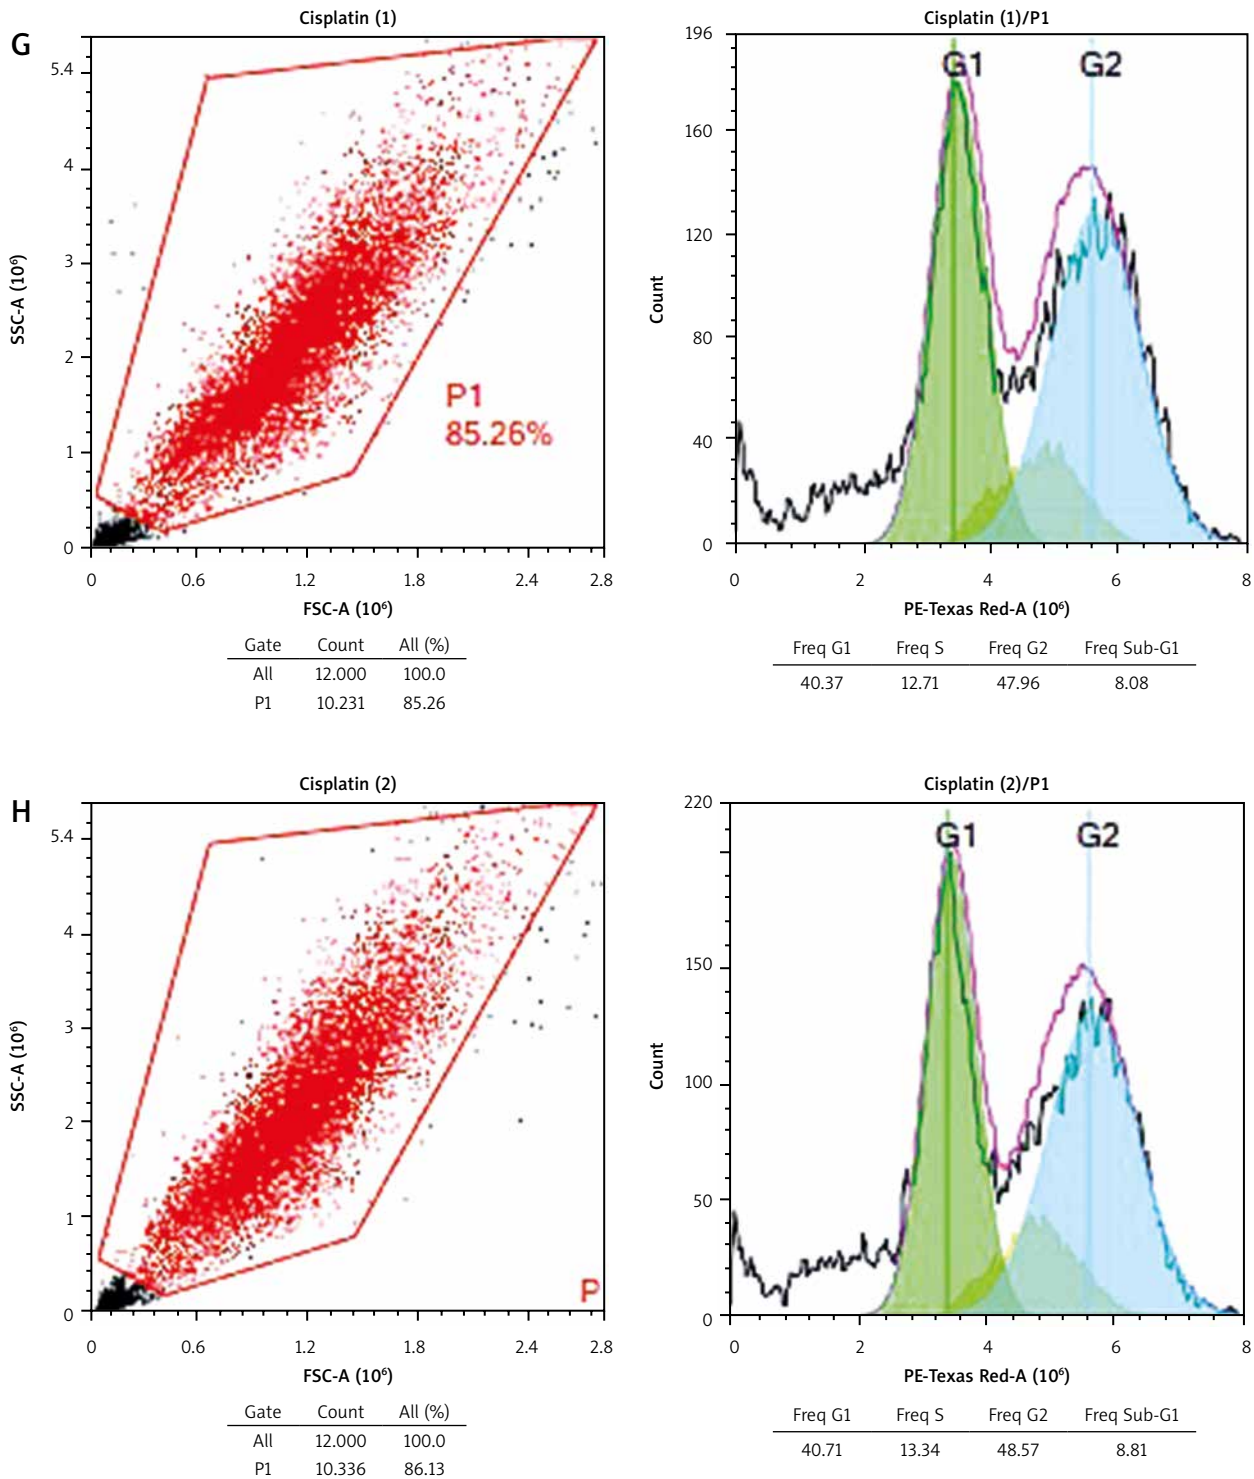 G
Cisplatin (1)
5.4
4
3
2
1
0
SSC-A (10⁶)
P1
85.26%
0 0.6 1.2 1.8 2.4 2.8
FSC-A (10⁶)
Gate Count All (%)
All 12.000 100.0
P1 10.231 85.26
Cisplatin (1)/P1
196
160
120
80
40
0
Count
G1 G2
0 2 4 6 8
PE-Texas Red-A (10⁶)
Freq G1 Freq S Freq G2 Freq Sub-G1
40.37 12.71 47.96 8.08
H
Cisplatin (2)
5.4
4
3
2
1
0
SSC-A (10⁶)
P
0 0.6 1.2 1.8 2.4 2.8
FSC-A (10⁶)
Gate Count All (%)
All 12.000 100.0
P1 10.336 86.13
Cisplatin (2)/P1
220
150
100
50
0
Count
G1 G2
0 2 4 6 8
PE-Texas Red-A (10⁶)
Freq G1 Freq S Freq G2 Freq Sub-G1
40.71 13.34 48.57 8.81